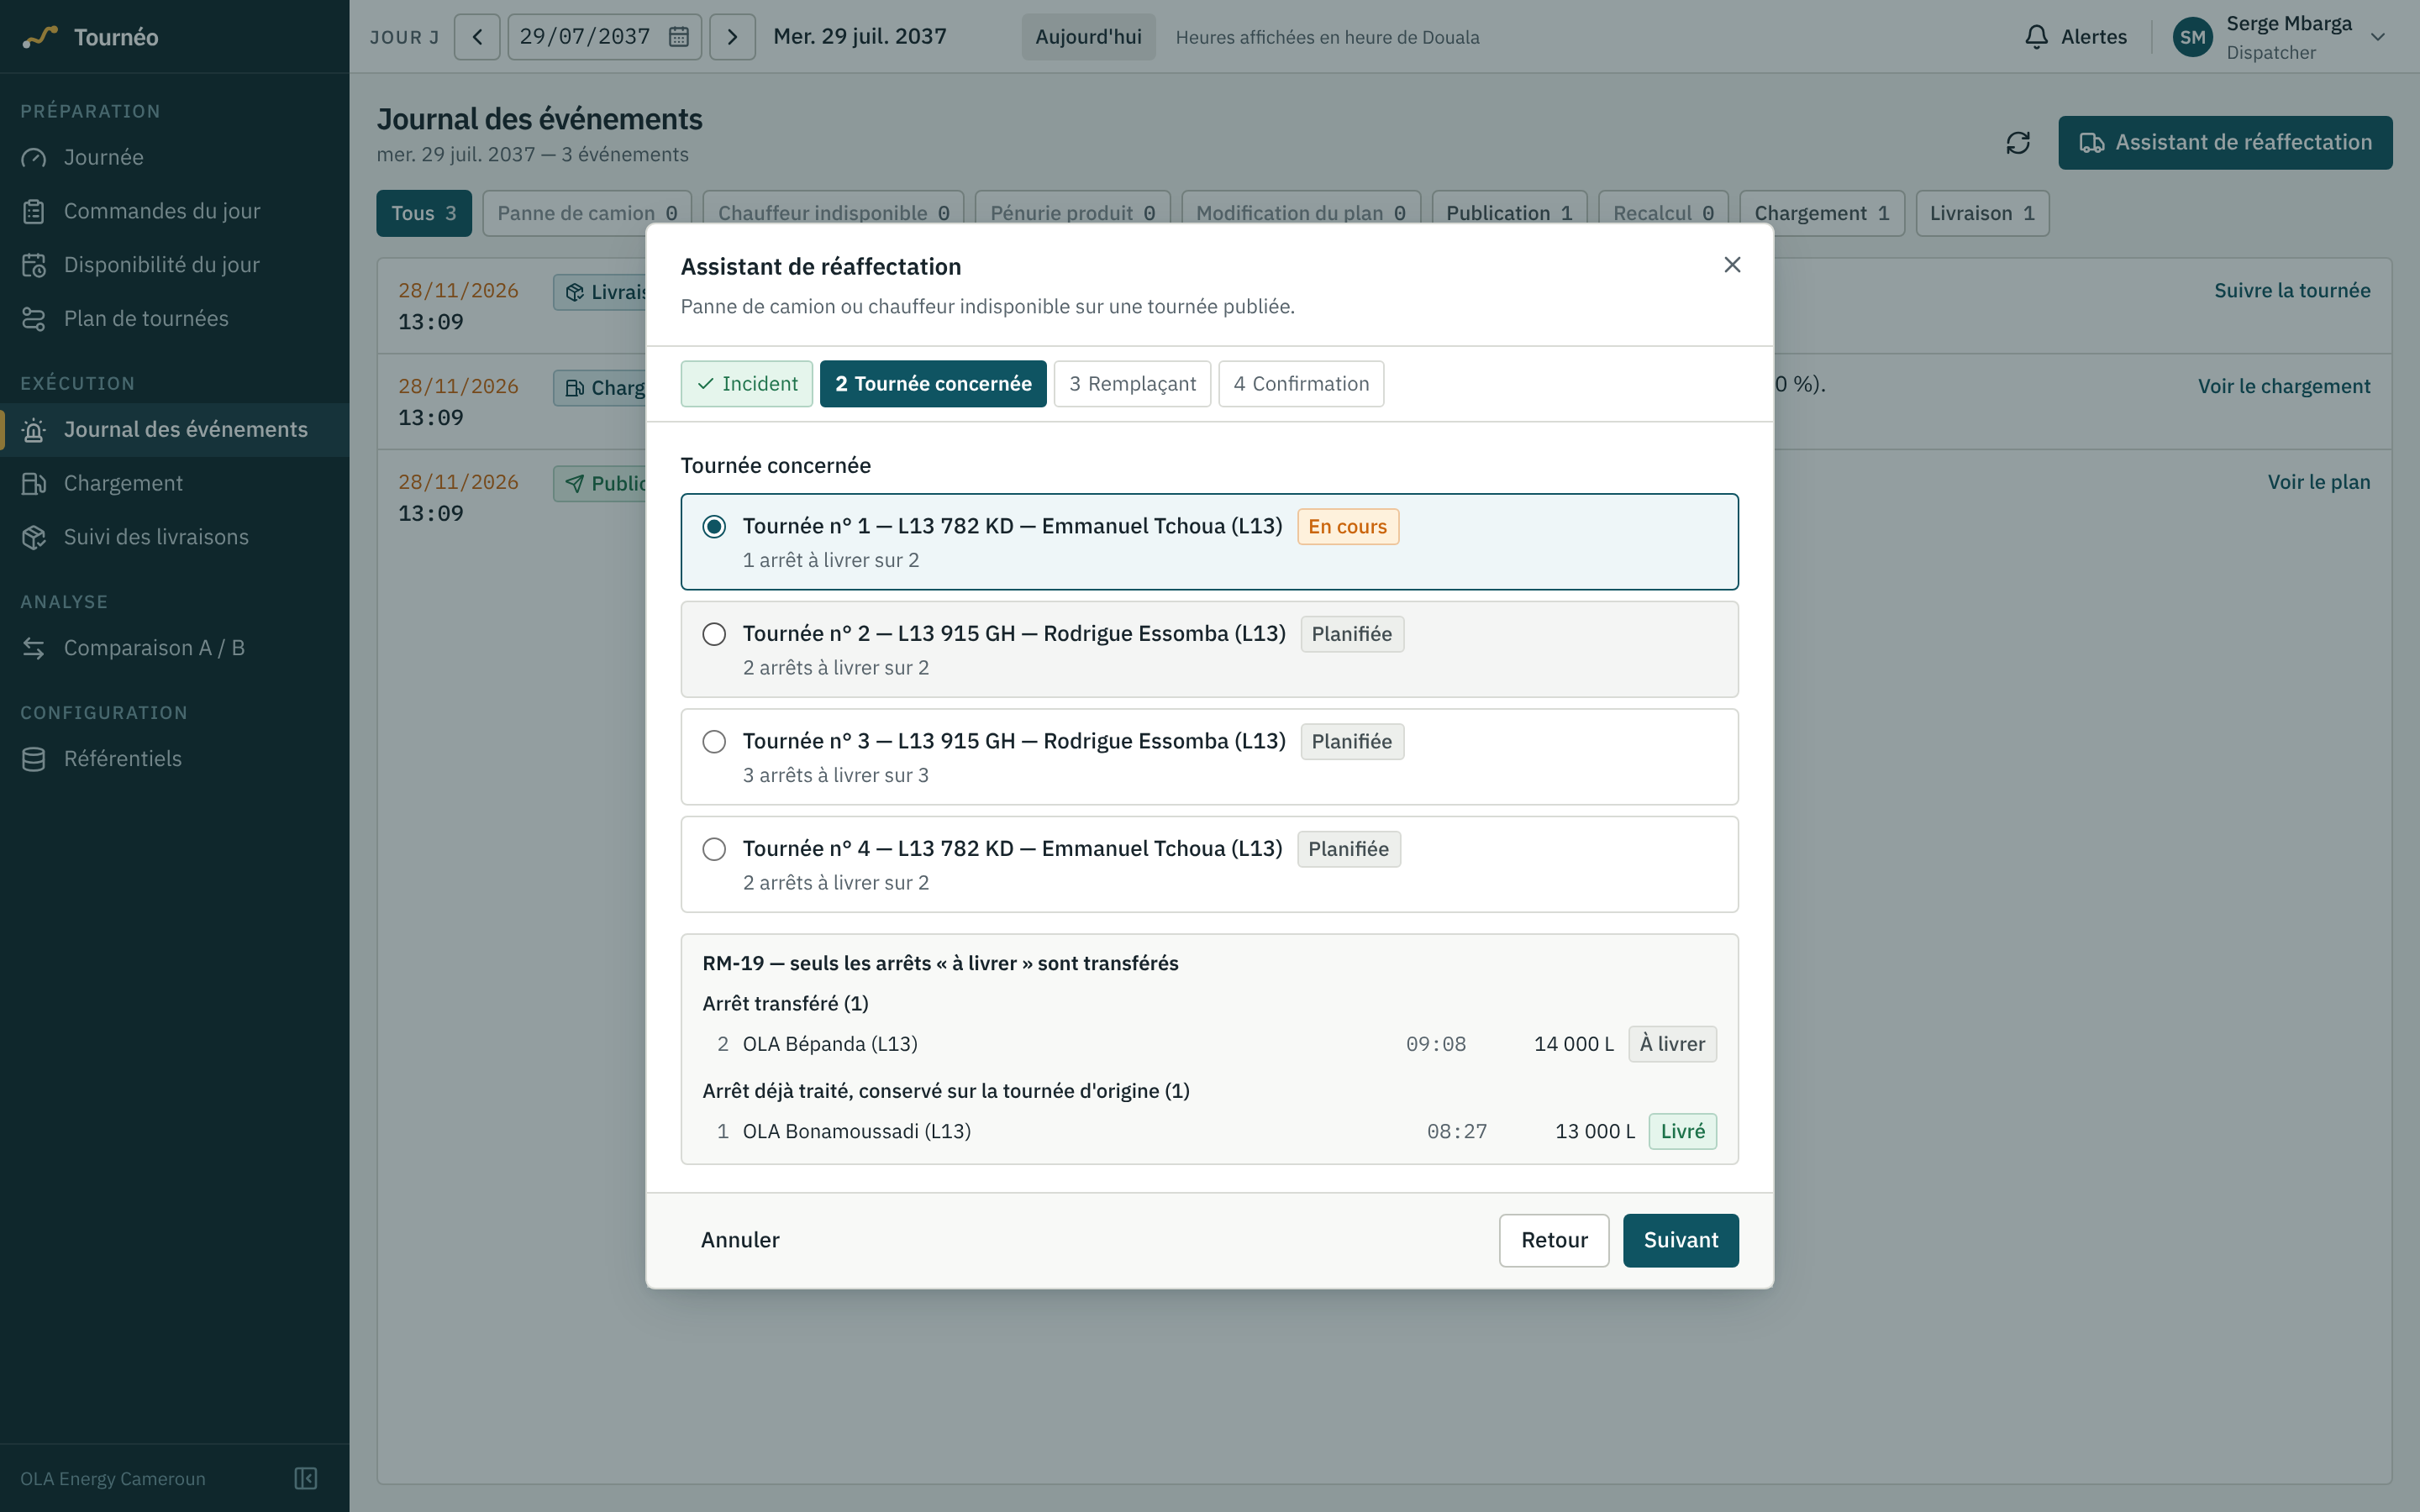 Tournéo
JOUR J
29/07/2037
Mer. 29 juil. 2037
Aujourd'hui
Heures affichées en heure de Douala
Alertes
SM
Serge Mbarga
Dispatcher
PRÉPARATION
Journée
Commandes du jour
Disponibilité du jour
Plan de tournées
EXÉCUTION
Journal des événements
Chargement
Suivi des livraisons
ANALYSE
Comparaison A / B
CONFIGURATION
Référentiels
OLA Energy Cameroun
Journal des événements
mer. 29 juil. 2037 — 3 événements
Assistant de réaffectation
Tous 3
Panne de camion 0
Chauffeur indisponible 0
Pénurie produit 0
Modification du plan 0
Publication 1
Recalcul 0
Chargement 1
Livraison 1
28/11/2026
13:09
Livrais
Suivre la tournée
28/11/2026
13:09
Charg
0 %).
Voir le chargement
28/11/2026
13:09
Public
Voir le plan
Assistant de réaffectation
Panne de camion ou chauffeur indisponible sur une tournée publiée.
Incident
2 Tournée concernée
3 Remplaçant
4 Confirmation
Tournée concernée
Tournée n° 1 — L13 782 KD — Emmanuel Tchoua (L13) En cours
1 arrêt à livrer sur 2
Tournée n° 2 — L13 915 GH — Rodrigue Essomba (L13) Planifiée
2 arrêts à livrer sur 2
Tournée n° 3 — L13 915 GH — Rodrigue Essomba (L13) Planifiée
3 arrêts à livrer sur 3
Tournée n° 4 — L13 782 KD — Emmanuel Tchoua (L13) Planifiée
2 arrêts à livrer sur 2
RM-19 — seuls les arrêts « à livrer » sont transférés
Arrêt transféré (1)
2 OLA Bépanda (L13) 09:08 14 000 L À livrer
Arrêt déjà traité, conservé sur la tournée d'origine (1)
1 OLA Bonamoussadi (L13) 08:27 13 000 L Livré
Annuler
Retour
Suivant